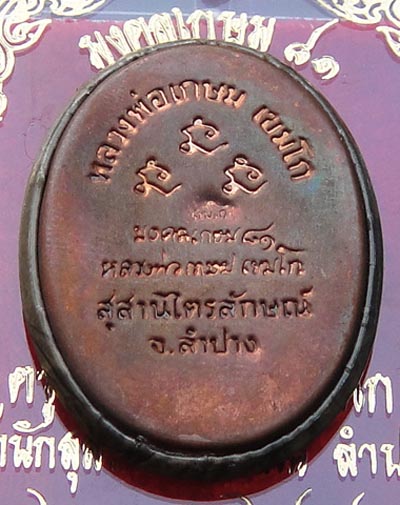 มงคลเกษม ๘๑
หลวงพ่อเกษม เขมโก
มงคลเกษม ๘๑
หลวงพ่อเกษม เขมโก
สุสานไตรลักษณ์
จ.ลำปาง